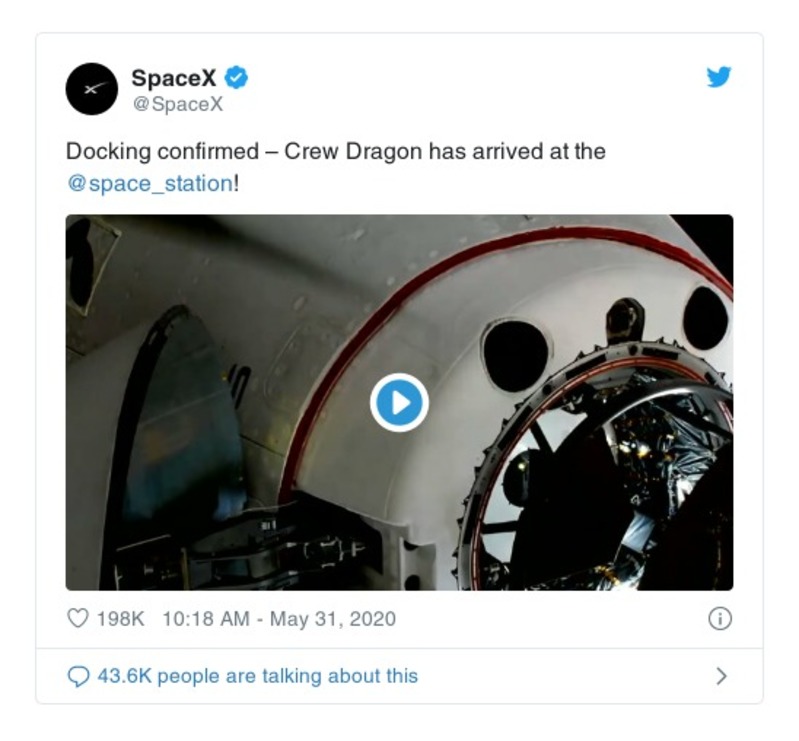 SpaceX
@SpaceX
Docking confirmed – Crew Dragon has arrived at the
@space_station!
198K 10:18 AM - May 31, 2020
43.6K people are talking about this